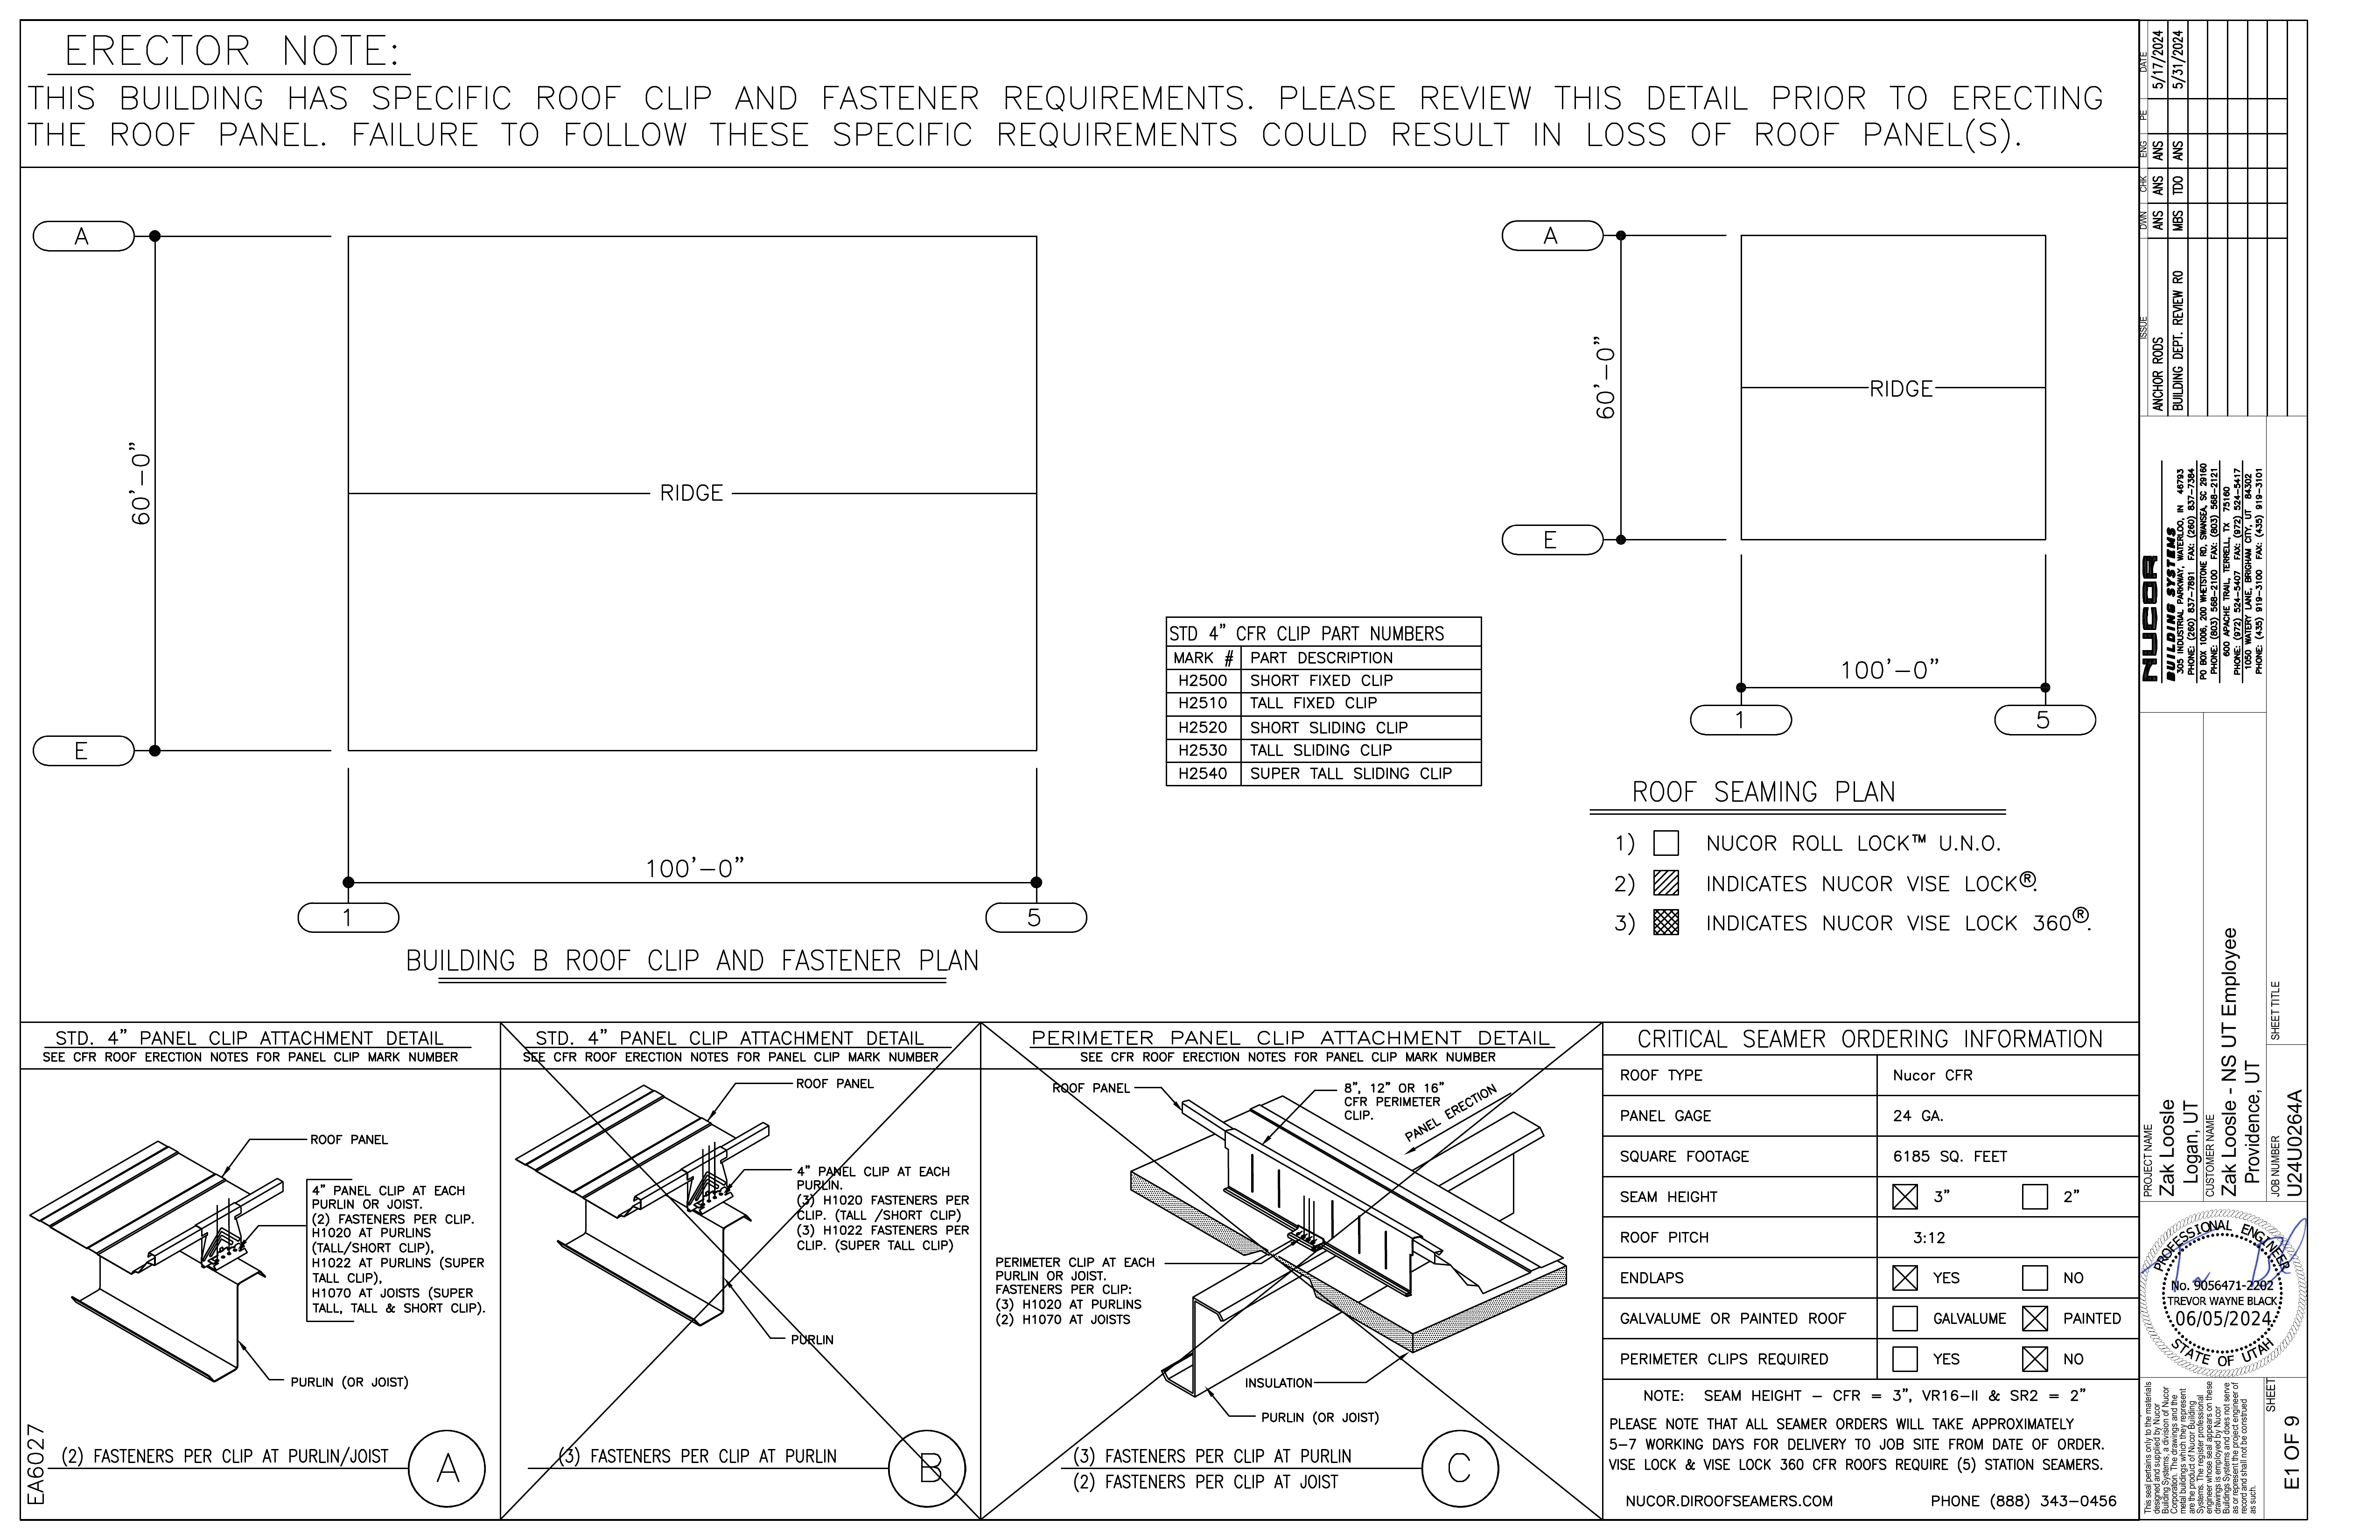 ERECTOR NOTE:
THIS BUILDING HAS SPECIFIC ROOF CLIP AND FASTENER REQUIREMENTS. PLEASE REVIEW THIS DETAIL PRIOR TO ERECTING
THE ROOF PANEL. FAILURE TO FOLLOW THESE SPECIFIC REQUIREMENTS COULD RESULT IN LOSS OF ROOF PANEL(S).
A
60'-0"
RIDGE
E
100'-0"
1
5
BUILDING B ROOF CLIP AND FASTENER PLAN
STD 4" CFR CLIP PART NUMBERS
MARK # PART DESCRIPTION
H2500 SHORT FIXED CLIP
H2510 TALL FIXED CLIP
H2520 SHORT SLIDING CLIP
H2530 TALL SLIDING CLIP
H2540 SUPER TALL SLIDING CLIP
A
60'-0"
RIDGE
E
100'-0"
1
5
ROOF SEAMING PLAN
1) NUCOR ROLL LOCK™ U.N.O.
2) INDICATES NUCOR VISE LOCK®.
3) INDICATES NUCOR VISE LOCK 360®.
STD. 4" PANEL CLIP ATTACHMENT DETAIL
SEE CFR ROOF ERECTION NOTES FOR PANEL CLIP MARK NUMBER
ROOF PANEL
4" PANEL CLIP AT EACH
PURLIN OR JOIST.
(2) FASTENERS PER CLIP.
H1020 AT PURLINS
(TALL/SHORT CLIP),
H1022 AT PURLINS (SUPER
TALL CLIP),
H1070 AT JOISTS (SUPER
TALL, TALL & SHORT CLIP).
PURLIN (OR JOIST)
EA6027
(2) FASTENERS PER CLIP AT PURLIN/JOIST
A
STD. 4" PANEL CLIP ATTACHMENT DETAIL
SEE CFR ROOF ERECTION NOTES FOR PANEL CLIP MARK NUMBER
ROOF PANEL
4" PANEL CLIP AT EACH
PURLIN.
(3) H1020 FASTENERS PER
CLIP. (TALL /SHORT CLIP)
(3) H1022 FASTENERS PER
CLIP. (SUPER TALL CLIP)
PURLIN
(3) FASTENERS PER CLIP AT PURLIN
B
PERIMETER PANEL CLIP ATTACHMENT DETAIL
SEE CFR ROOF ERECTION NOTES FOR PANEL CLIP MARK NUMBER
ROOF PANEL
8", 12" OR 16"
CFR PERIMETER
CLIP.
PANEL ERECTION
PERIMETER CLIP AT EACH
PURLIN OR JOIST.
FASTENERS PER CLIP:
(3) H1020 AT PURLINS
(2) H1070 AT JOISTS
INSULATION
PURLIN (OR JOIST)
(3) FASTENERS PER CLIP AT PURLIN
(2) FASTENERS PER CLIP AT JOIST
C
CRITICAL SEAMER ORDERING INFORMATION
ROOF TYPE Nucor CFR
PANEL GAGE 24 GA.
SQUARE FOOTAGE 6185 SQ. FEET
SEAM HEIGHT 3" 2"
ROOF PITCH 3:12
ENDLAPS YES NO
GALVALUME OR PAINTED ROOF GALVALUME PAINTED
PERIMETER CLIPS REQUIRED YES NO
NOTE: SEAM HEIGHT - CFR = 3", VR16-II & SR2 = 2"
PLEASE NOTE THAT ALL SEAMER ORDERS WILL TAKE APPROXIMATELY
5-7 WORKING DAYS FOR DELIVERY TO JOB SITE FROM DATE OF ORDER.
VISE LOCK & VISE LOCK 360 CFR ROOFS REQUIRE (5) STATION SEAMERS.
NUCOR.DIROOFSEAMERS.COM PHONE (888) 343-0456
ISSUE DWN CHK ENG PE DATE
ANCHOR RODS ANS ANS ANS 5/17/2024
BUILDING DEPT. REVIEW R0 MBS TDO ANS 5/31/2024
NUCOR
BUILDING SYSTEMS
305 INDUSTRIAL PARKWAY, WATERLOO, IN 46793
PHONE: (260) 837-7891 FAX: (260) 837-7384
PO BOX 1006, 200 WHETSTONE RD, SWANSEA, SC 29160
PHONE: (803) 568-2100 FAX: (803) 568-2121
600 APACHE TRAIL, TERRELL, TX 75160
PHONE: (972) 524-5407 FAX: (972) 524-5417
1050 WATERY LANE, BRIGHAM CITY, UT 84302
PHONE: (435) 919-3100 FAX: (435) 919-3101
PROJECT NAME
Zak Loosle
Logan, UT
CUSTOMER NAME
Zak Loosle - NS UT Employee
Providence, UT
SHEET TITLE
JOB NUMBER
U24U0264A
PROFESSIONAL ENGINEER
No. 9056471-2202
TREVOR WAYNE BLACK
06/05/2024
STATE OF UTAH
This seal pertains only to the materials
designed and supplied by Nucor
Building Systems, a division of Nucor
Corporation. The drawings and the
metal buildings which they represent
are the product of Nucor Building
Systems. The register professional
engineer whose seal appears on these
drawings is employed by Nucor
Building Systems and does not serve
as or represent the project engineer of
record and shall not be construed
as such.
SHEET
E1 OF 9